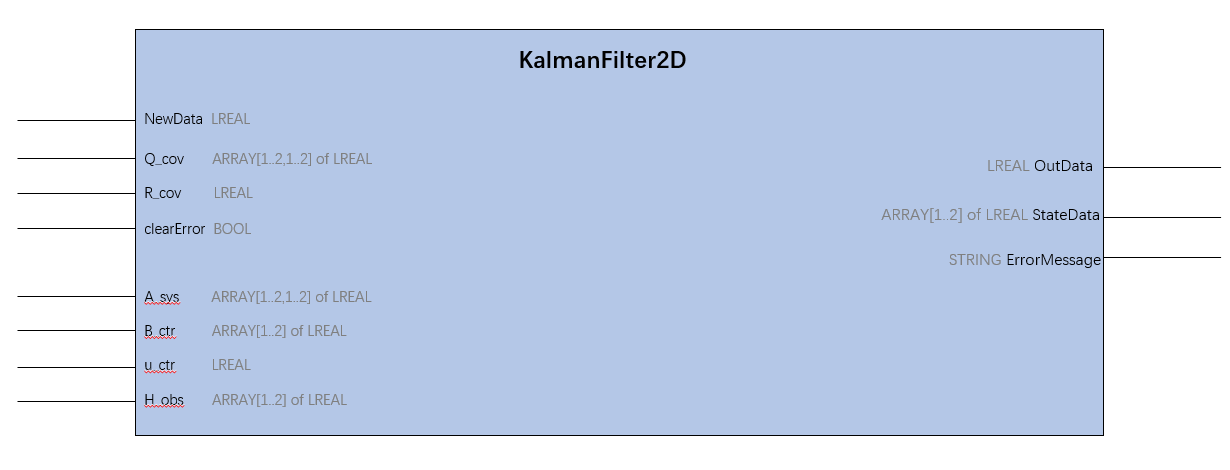 KalmanFilter2D
NewData LREAL
Q_cov ARRAY[1..2,1..2] of LREAL
R_cov LREAL
clearError BOOL
A_sys ARRAY[1..2,1..2] of LREAL
B_ctr ARRAY[1..2] of LREAL
u_ctr LREAL
H_obs ARRAY[1..2] of LREAL
LREAL OutData
ARRAY[1..2] of LREAL StateData
STRING ErrorMessage